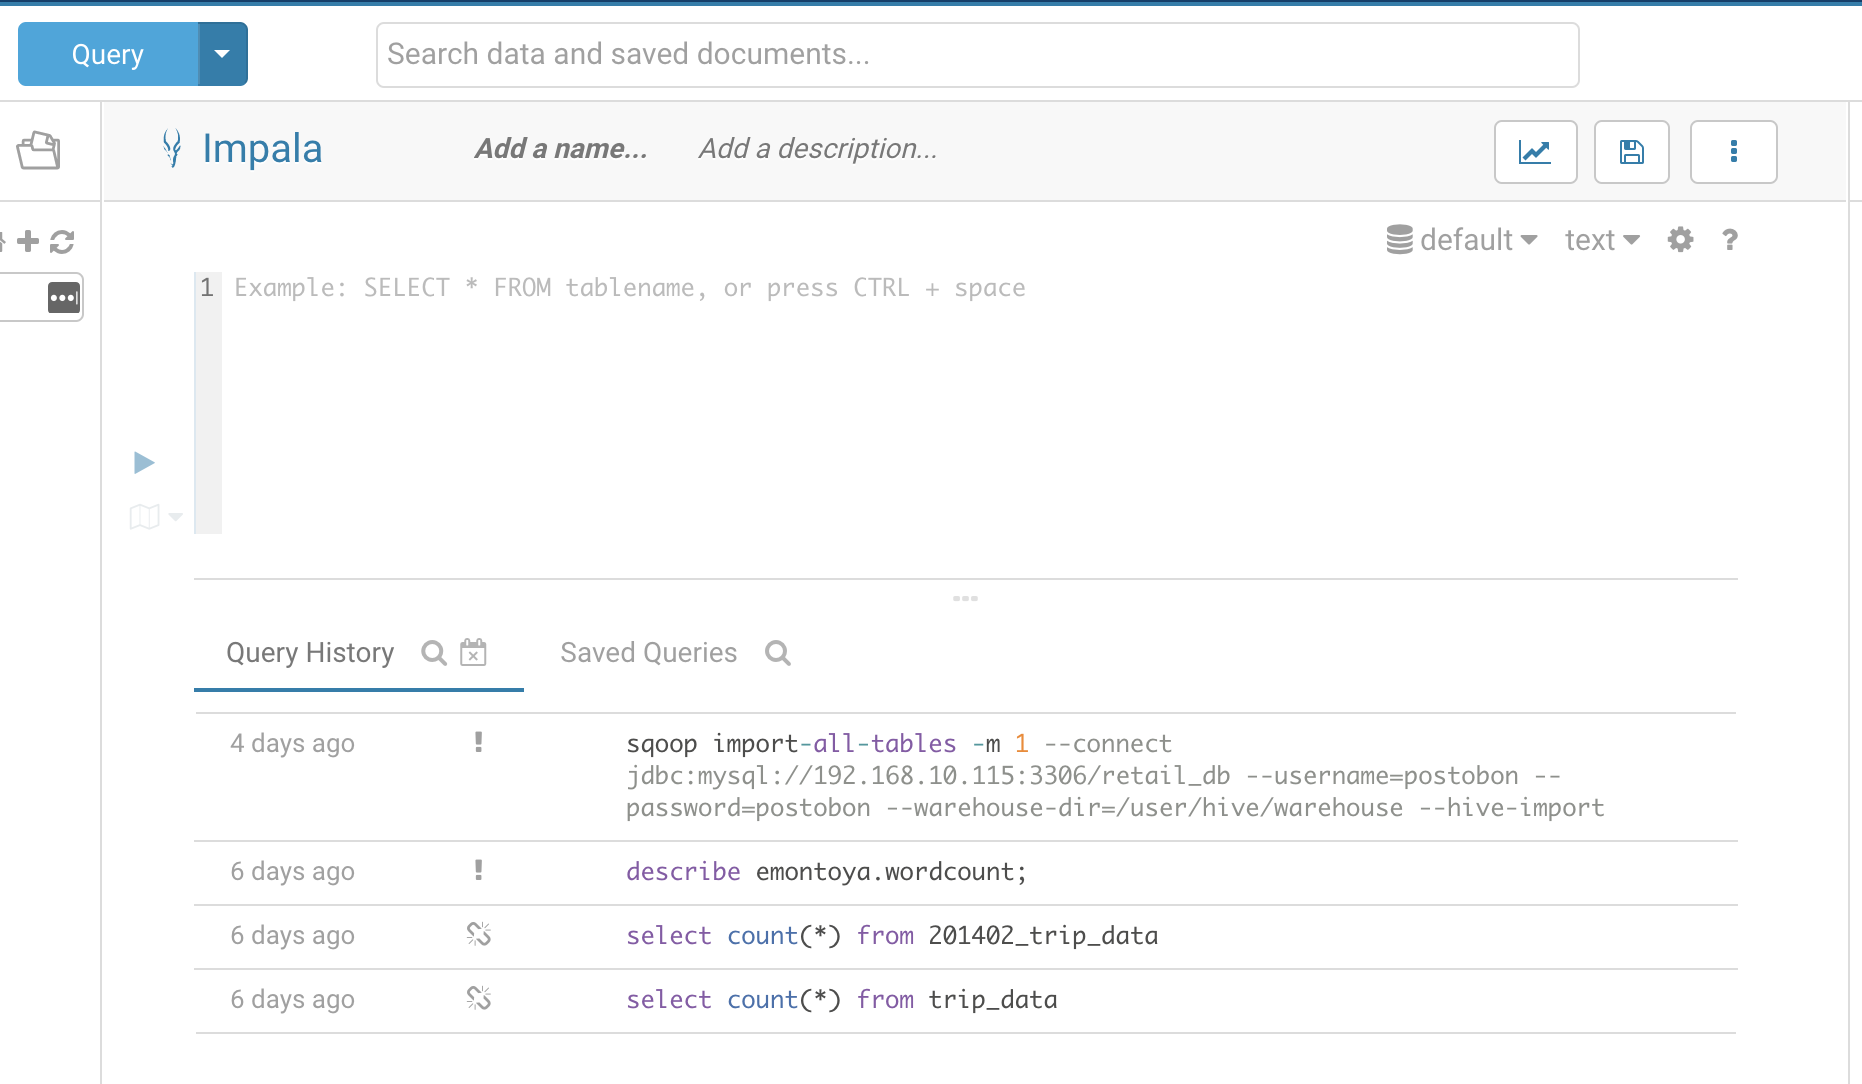 Query
Search data and saved documents...
Impala
Add a name...
Add a description...
default
text
?
1
Example: SELECT * FROM tablename, or press CTRL + space
Query History
Saved Queries
4 days ago
!
sqoop import-all-tables -m 1 --connect
jdbc:mysql://192.168.10.115:3306/retail_db --username=postobon --
password=postobon --warehouse-dir=/user/hive/warehouse --hive-import
6 days ago
!
describe emontoya.wordcount;
6 days ago
select count(*) from 201402_trip_data
6 days ago
select count(*) from trip_data